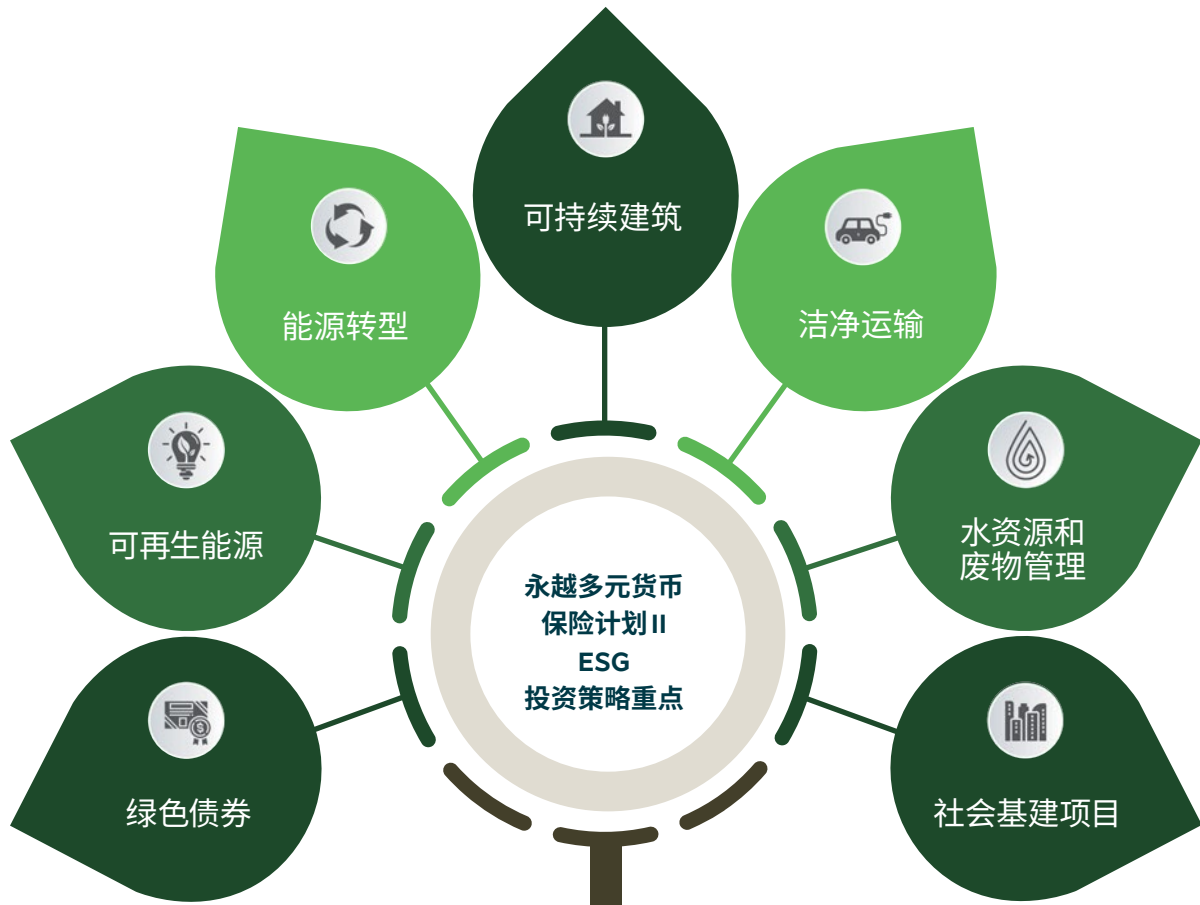 可持续建筑
能源转型
洁净运输
可再生能源
水资源和
废物管理
永越多元货币
保险计划 II
ESG
投资策略重点
绿色债券
社会基建项目